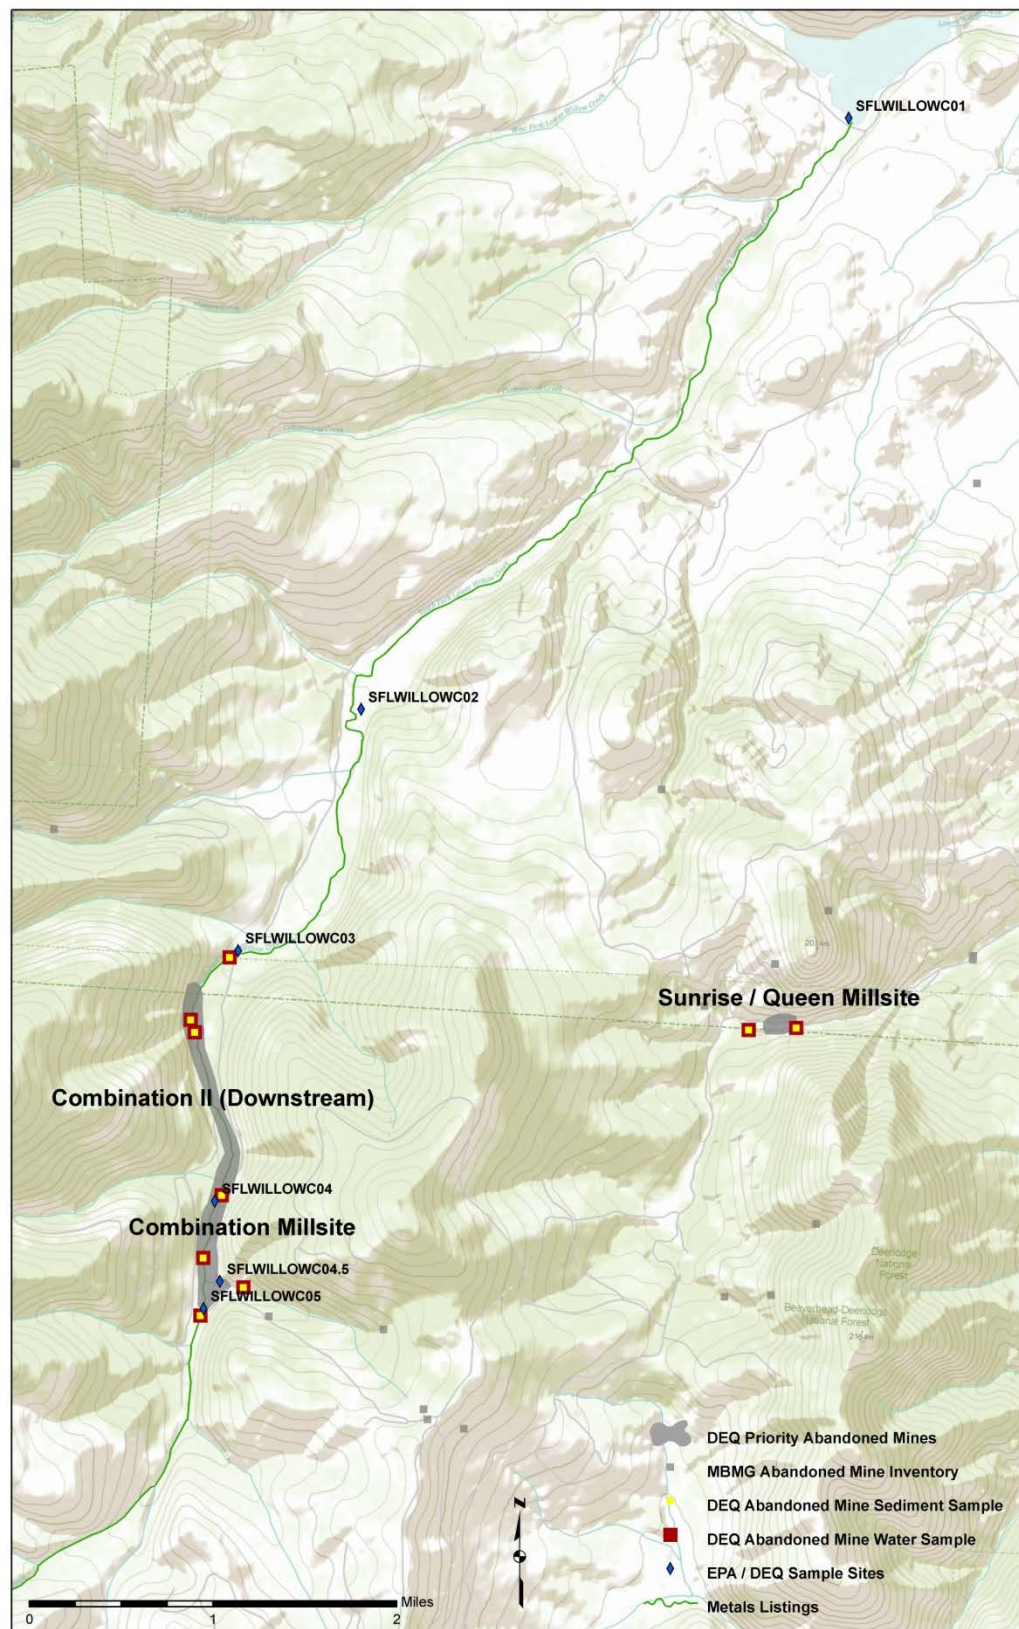 SFLWILLOWC01
SFLWILLOWC02
SFLWILLOWC03
2014m
Sunrise / Queen Millsite
Combination II (Downstream)
SFLWILLOWC04
Combination Millsite
SFLWILLOWC04.5
SFLWILLOWC05
Deerlodge
National
Forest
Beaverhead-Deerlodge
National Forest
2164m
DEQ Priority Abandoned Mines
MBMG Abandoned Mine Inventory
DEQ Abandoned Mine Sediment Sample
DEQ Abandoned Mine Water Sample
EPA / DEQ Sample Sites
Metals Listings
Z
Miles
0 1 2